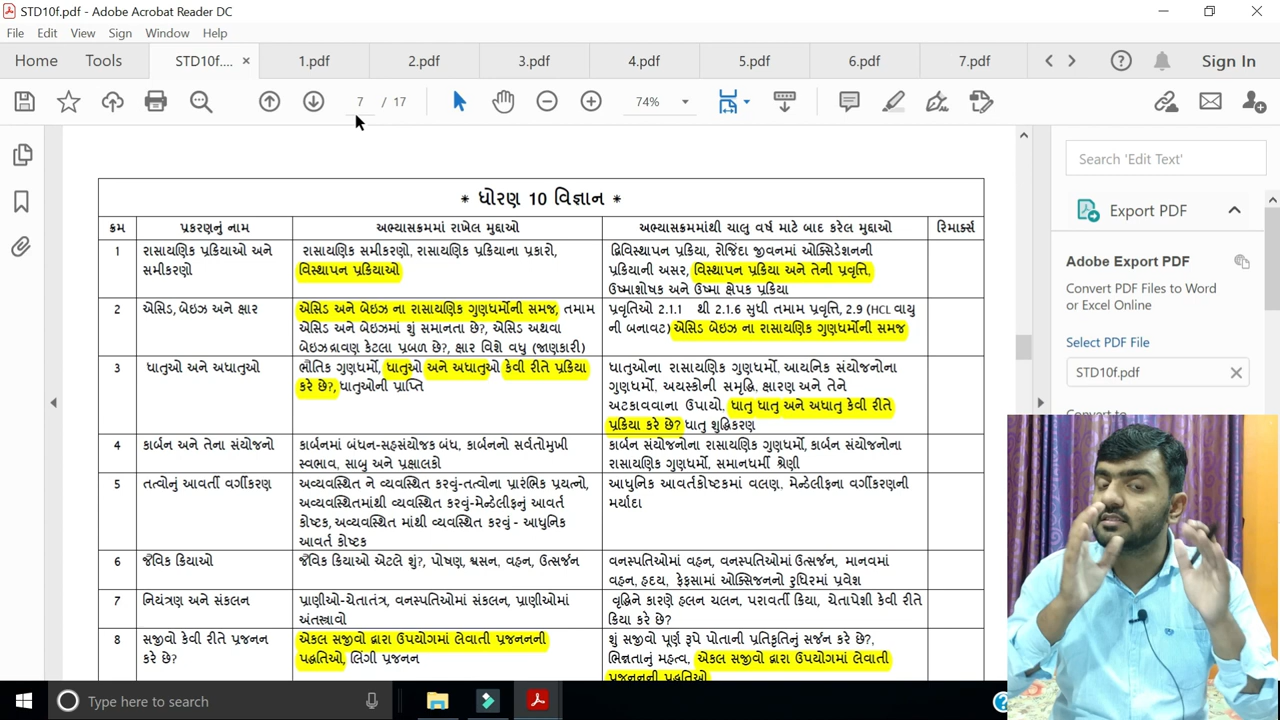 STD10f.pdf - Adobe Acrobat Reader DC
File Edit View Sign Window Help
Home Tools STD10f.... × 1.pdf 2.pdf 3.pdf 4.pdf 5.pdf 6.pdf 7.pdf Sign In
7 / 17 74%
* ધોરણ 10 વિજ્ઞાન *
ક્રમ પ્રકરણનું નામ અભ્યાસક્રમમાં રાખેલ મુદ્દાઓ અભ્યાસક્રમમાંથી ચાલુ વર્ષ માટે બાદ કરેલ મુદ્દાઓ રિમાર્ક્સ
1 રાસાયણિક પ્રક્રિયાઓ અને
સમીકરણો
રાસાયણિક સમીકરણો, રાસાયણિક પ્રક્રિયાના પ્રકારો,
વિસ્થાપન પ્રક્રિયાઓ
દ્વિવિસ્થાપન પ્રક્રિયા, રોજિંદા જીવનમાં ઓક્સિડેશનની
પ્રક્રિયાની અસર, વિસ્થાપન પ્રક્રિયા અને તેની પ્રવૃત્તિ,
ઉષ્માશોષક અને ઉષ્મા ક્ષેપક પ્રક્રિયા
2 એસિડ, બેઇઝ અને ક્ષાર
એસિડ અને બેઇઝ ના રાસાયણિક ગુણધર્મોની સમજ, તમામ
એસિડ અને બેઇઝમાં શું સમાનતા છે?, એસિડ અથવા
બેઇઝદ્રાવણ કેટલા પ્રબળ છે?, ક્ષાર વિશે વધુ (જાણકારી)
પ્રવૃત્તિઓ 2.1.1 થી 2.1.6 સુધી તમામ પ્રવૃત્તિ, 2.9 (HCL વાયુ
ની બનાવટ) એસિડ બેઇઝ ના રાસાયણિક ગુણધર્મોની સમજ
3 ધાતુઓ અને અધાતુઓ
ભૌતિક ગુણધર્મો, ધાતુઓ અને અધાતુઓ કેવી રીતે પ્રક્રિયા
કરે છે?, ધાતુઓની પ્રાપ્તિ
ધાતુઓના રાસાયણિક ગુણધર્મો. આયનિક સંયોજનોના
ગુણધર્મો. અયસ્કોની સમૃદ્ધિ. ક્ષારણ અને તેને
અટકાવવાના ઉપાયો. ધાતુ ધાતુ અને અધાતુ કેવી રીતે
પ્રક્રિયા કરે છે? ધાતુ શુદ્ધિકરણ
4 કાર્બન અને તેના સંયોજનો
કાર્બનમાં બંધન-સહસંયોજક બંધ, કાર્બનનો સર્વતોમુખી
સ્વભાવ, સાબુ અને પ્રક્ષાલકો
કાર્બન સંયોજનોના રાસાયણિક ગુણધર્મો, કાર્બન સંયોજનોના
રાસાયણિક ગુણધર્મો, સમાનધર્મી શ્રેણી
5 તત્વોનું આવર્તી વર્ગીકરણ
અવ્યવસ્થિત ને વ્યવસ્થિત કરવું-તત્વોના પ્રારંભિક પ્રયત્નો,
અવ્યવસ્થિતમાંથી વ્યવસ્થિત કરવું-મેન્ડેલીફનું આવર્ત
કોષ્ટક, અવ્યવસ્થિત માંથી વ્યવસ્થિત કરવું - આધુનિક
આવર્ત કોષ્ટક
આધુનિક આવર્તકોષ્ટકમાં વલણ, મેન્ડેલીફના વર્ગીકરણની
મર્યાદા
6 જૈવિક ક્રિયાઓ
જૈવિક ક્રિયાઓ એટલે શું?, પોષણ, શ્વસન, વહન, ઉત્સર્જન
વનસ્પતિઓમાં વહન, વનસ્પતિઓમાં ઉત્સર્જન, માનવમાં
વહન, હૃદય, ફેફસામાં ઓક્સિજનનો રુધિરમાં પ્રવેશ
7 નિયંત્રણ અને સંકલન
પ્રાણીઓ-ચેતાતંત્ર, વનસ્પતિઓમાં સંકલન, પ્રાણીઓમાં
અંતસ્ત્રાવો
વૃદ્ધિને કારણે હલન ચલન, પરાવર્તી ક્રિયા, ચેતાપેશી કેવી રીતે
ક્રિયા કરે છે?
8 સજીવો કેવી રીતે પ્રજનન
કરે છે?
એકલ સજીવો દ્વારા ઉપયોગમાં લેવાતી પ્રજનનની
પદ્ધતિઓ, લિંગી પ્રજનન
શું સજીવો પૂર્ણ રૂપે પોતાની પ્રતિકૃતિનું સર્જન કરે છે?,
ભિન્નતાનું મહત્વ, એકલ સજીવો દ્વારા ઉપયોગમાં લેવાતી
પ્રજનનની પદ્ધતિઓ
Search 'Edit Text'
Export PDF
Adobe Export PDF
Convert PDF Files to Word
or Excel Online
Select PDF File
STD10f.pdf
Convert to
Type here to search